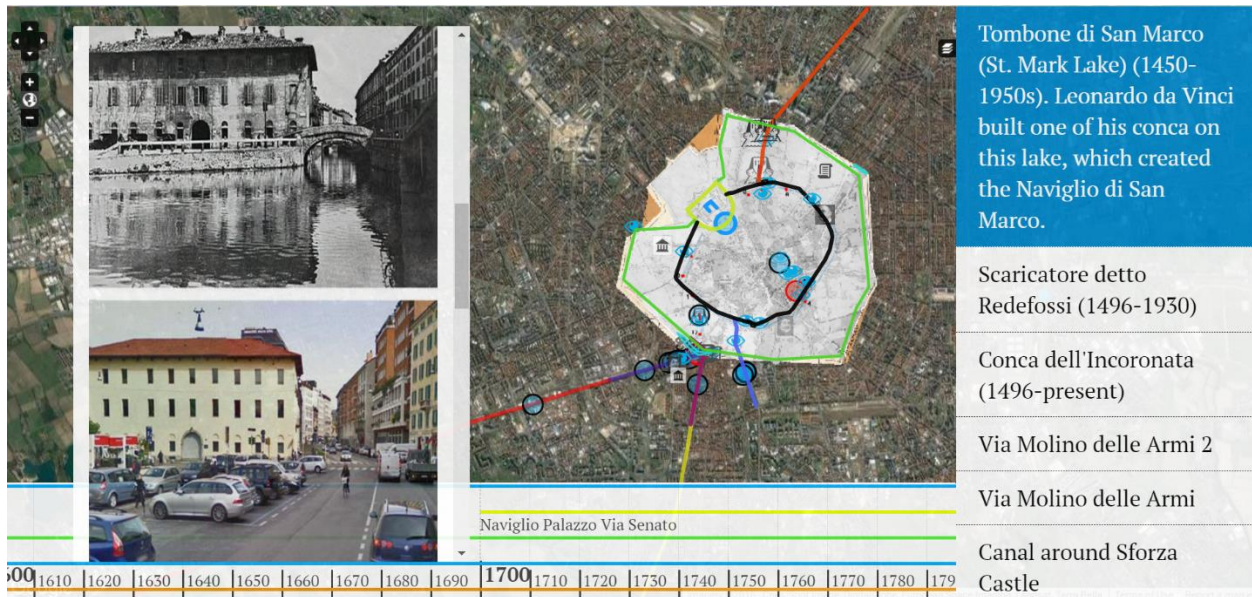 Tombone di San Marco
(St. Mark Lake) (1450-
1950s). Leonardo da Vinci
built one of his conca on
this lake, which created
the Naviglio di San
Marco.
Scaricatore detto
Redefossi (1496-1930)
Conca dell'Incoronata
(1496-present)
Via Molino delle Armi 2
Via Molino delle Armi
Canal around Sforza
Castle
Naviglio Palazzo Via Senato
600 1610 1620 1630 1640 1650 1660 1670 1680 1690 1700 1710 1720 1730 1740 1750 1760 1770 1780 179